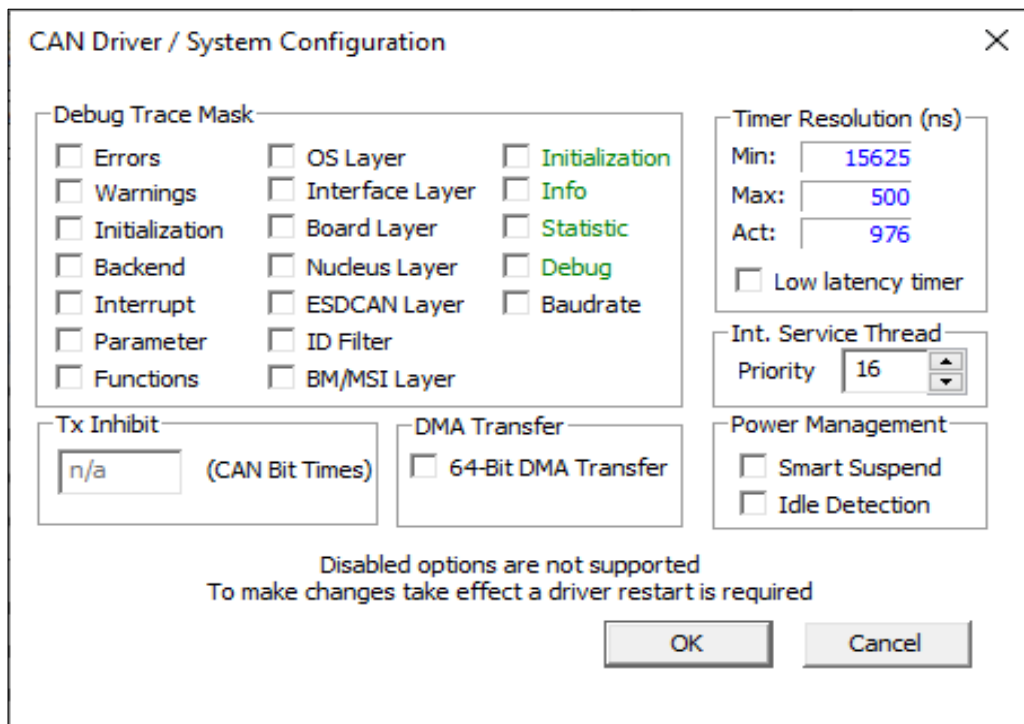 CAN Driver / System Configuration
Debug Trace Mask
Errors
Warnings
Initialization
Backend
Interrupt
Parameter
Functions
OS Layer
Interface Layer
Board Layer
Nucleus Layer
ESDCAN Layer
ID Filter
BM/MSI Layer
Initialization
Info
Statistic
Debug
Baudrate
Timer Resolution (ns)
Min: 15625
Max: 500
Act: 976
Low latency timer
Int. Service Thread
Priority 16
Tx Inhibit
n/a (CAN Bit Times)
DMA Transfer
64-Bit DMA Transfer
Power Management
Smart Suspend
Idle Detection
Disabled options are not supported
To make changes take effect a driver restart is required
OK
Cancel